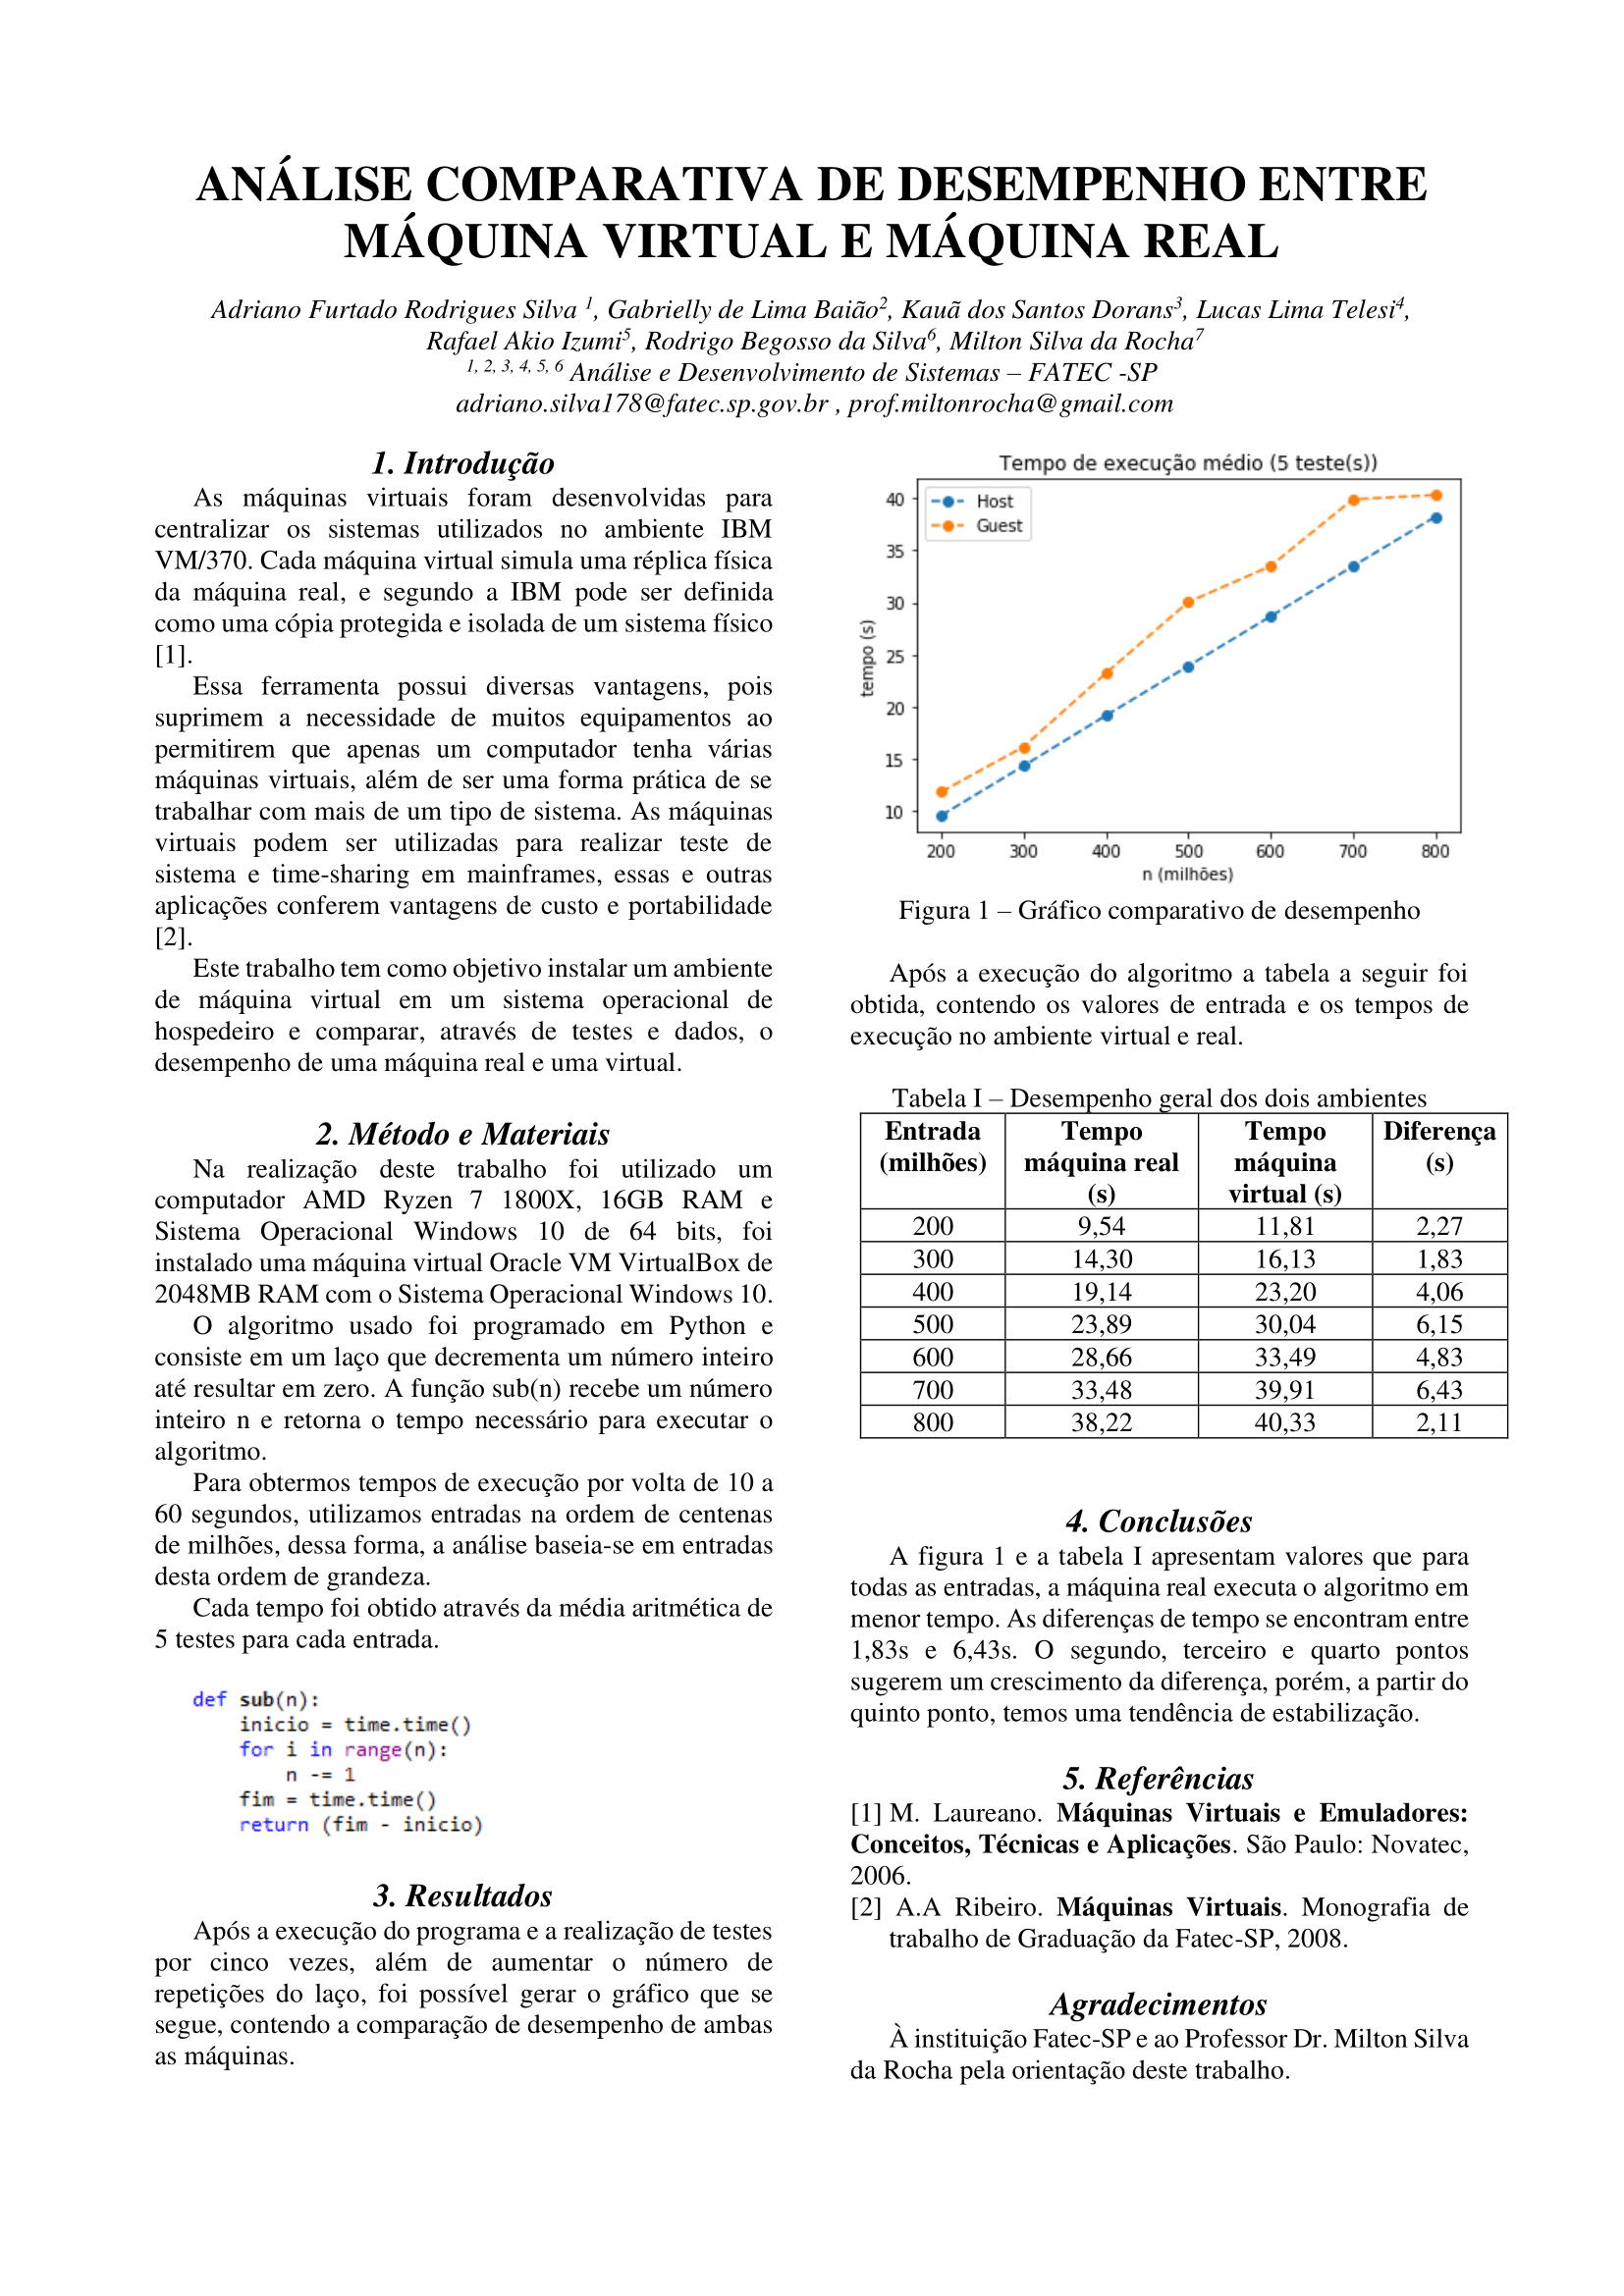 ANÁLISE COMPARATIVA DE DESEMPENHO ENTRE
MÁQUINA VIRTUAL E MÁQUINA REAL
Adriano Furtado Rodrigues Silva ¹, Gabrielly de Lima Baião², Kauã dos Santos Dorans³, Lucas Lima Telesi⁴,
Rafael Akio Izumi⁵, Rodrigo Begosso da Silva⁶, Milton Silva da Rocha⁷
¹, ², ³, ⁴, ⁵, ⁶ Análise e Desenvolvimento de Sistemas – FATEC -SP
adriano.silva178@fatec.sp.gov.br , prof.miltonrocha@gmail.com
1. Introdução
As máquinas virtuais foram desenvolvidas para
centralizar os sistemas utilizados no ambiente IBM
VM/370. Cada máquina virtual simula uma réplica física
da máquina real, e segundo a IBM pode ser definida
como uma cópia protegida e isolada de um sistema físico
[1].
Essa ferramenta possui diversas vantagens, pois
suprimem a necessidade de muitos equipamentos ao
permitirem que apenas um computador tenha várias
máquinas virtuais, além de ser uma forma prática de se
trabalhar com mais de um tipo de sistema. As máquinas
virtuais podem ser utilizadas para realizar teste de
sistema e time-sharing em mainframes, essas e outras
aplicações conferem vantagens de custo e portabilidade
[2].
Este trabalho tem como objetivo instalar um ambiente
de máquina virtual em um sistema operacional de
hospedeiro e comparar, através de testes e dados, o
desempenho de uma máquina real e uma virtual.
2. Método e Materiais
Na realização deste trabalho foi utilizado um
computador AMD Ryzen 7 1800X, 16GB RAM e
Sistema Operacional Windows 10 de 64 bits, foi
instalado uma máquina virtual Oracle VM VirtualBox de
2048MB RAM com o Sistema Operacional Windows 10.
O algoritmo usado foi programado em Python e
consiste em um laço que decrementa um número inteiro
até resultar em zero. A função sub(n) recebe um número
inteiro n e retorna o tempo necessário para executar o
algoritmo.
Para obtermos tempos de execução por volta de 10 a
60 segundos, utilizamos entradas na ordem de centenas
de milhões, dessa forma, a análise baseia-se em entradas
desta ordem de grandeza.
Cada tempo foi obtido através da média aritmética de
5 testes para cada entrada.
def sub(n):
    inicio = time.time()
    for i in range(n):
        n -= 1
    fim = time.time()
    return (fim - inicio)
3. Resultados
Após a execução do programa e a realização de testes
por cinco vezes, além de aumentar o número de
repetições do laço, foi possível gerar o gráfico que se
segue, contendo a comparação de desempenho de ambas
as máquinas.
Tempo de execução médio (5 teste(s))
Host
Guest
40
35
30
25
20
15
10
tempo (s)
200 300 400 500 600 700 800
n (milhões)
Figura 1 – Gráfico comparativo de desempenho
Após a execução do algoritmo a tabela a seguir foi
obtida, contendo os valores de entrada e os tempos de
execução no ambiente virtual e real.
Tabela I – Desempenho geral dos dois ambientes
Entrada Tempo Tempo Diferença
(milhões) máquina real máquina (s)
(s) virtual (s)
200 9,54 11,81 2,27
300 14,30 16,13 1,83
400 19,14 23,20 4,06
500 23,89 30,04 6,15
600 28,66 33,49 4,83
700 33,48 39,91 6,43
800 38,22 40,33 2,11
4. Conclusões
A figura 1 e a tabela I apresentam valores que para
todas as entradas, a máquina real executa o algoritmo em
menor tempo. As diferenças de tempo se encontram entre
1,83s e 6,43s. O segundo, terceiro e quarto pontos
sugerem um crescimento da diferença, porém, a partir do
quinto ponto, temos uma tendência de estabilização.
5. Referências
[1] M. Laureano. Máquinas Virtuais e Emuladores:
Conceitos, Técnicas e Aplicações. São Paulo: Novatec,
2006.
[2] A.A Ribeiro. Máquinas Virtuais. Monografia de
trabalho de Graduação da Fatec-SP, 2008.
Agradecimentos
À instituição Fatec-SP e ao Professor Dr. Milton Silva
da Rocha pela orientação deste trabalho.